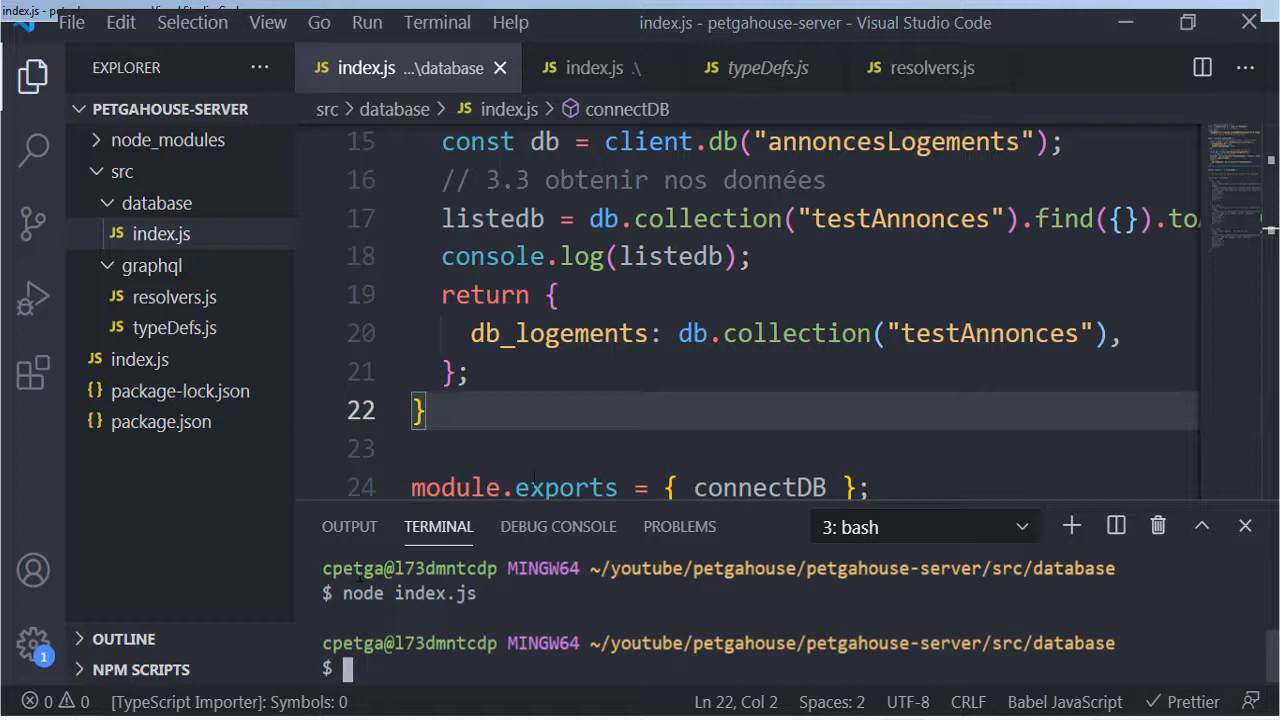 index.js - pe
File Edit Selection View Go Run Terminal Help index.js - petgahouse-server - Visual Studio Code
EXPLORER ...
index.js ...\database
index.js .\
typeDefs.js
resolvers.js
PETGAHOUSE-SERVER
src > database > index.js > connectDB
node_modules
src
database
index.js
graphql
resolvers.js
typeDefs.js
index.js
package-lock.json
package.json
15 const db = client.db("annoncesLogements");
16 // 3.3 obtenir nos données
17 listedb = db.collection("testAnnonces").find({}).to
18 console.log(listedb);
19 return {
20 db_logements: db.collection("testAnnonces"),
21 };
22 }
23
24 module.exports = { connectDB };
OUTPUT TERMINAL DEBUG CONSOLE PROBLEMS 3: bash
cpetga@l73dmntcdp MINGW64 ~/youtube/petgahouse/petgahouse-server/src/database
$ node index.js
cpetga@l73dmntcdp MINGW64 ~/youtube/petgahouse/petgahouse-server/src/database
$
OUTLINE
NPM SCRIPTS
1
0 0 [TypeScript Importer]: Symbols: 0 Ln 22, Col 2 Spaces: 2 UTF-8 CRLF Babel JavaScript Prettier